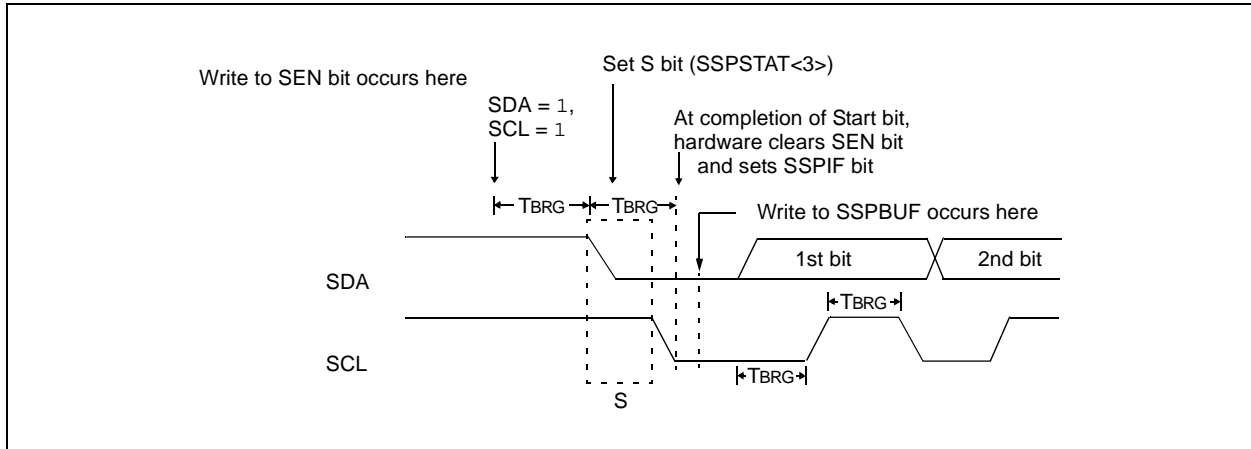 Write to SEN bit occurs here
Set S bit (SSPSTAT<3>)
SDA = 1,
SCL = 1
At completion of Start bit,
hardware clears SEN bit
and sets SSPIF bit
TBRG
TBRG
Write to SSPBUF occurs here
SDA
1st bit
2nd bit
TBRG
SCL
TBRG
S